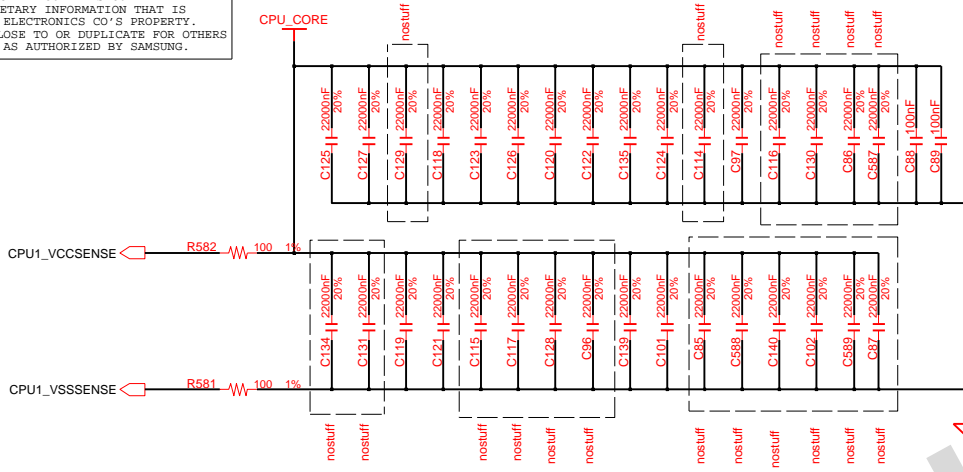 ETARY INFORMATION THAT IS
ELECTRONICS CO'S PROPERTY.
LOSE TO OR DUPLICATE FOR OTHERS
AS AUTHORIZED BY SAMSUNG.
CPU_CORE
nostuff
nostuff
nostuff
nostuff
nostuff
nostuff
C125 22000nF 20%
C127 22000nF 20%
C129 22000nF 20%
C118 22000nF 20%
C123 22000nF 20%
C126 22000nF 20%
C120 22000nF 20%
C122 22000nF 20%
C135 22000nF 20%
C124 22000nF 20%
C114 22000nF 20%
C97 22000nF 20%
C116 22000nF 20%
C130 22000nF 20%
C86 22000nF 20%
C587 22000nF 20%
C88 100nF
C89 100nF
CPU1_VCCSENSE
R582 100 1%
C134 22000nF 20%
C131 22000nF 20%
C119 22000nF 20%
C121 22000nF 20%
C115 22000nF 20%
C117 22000nF 20%
C128 22000nF 20%
C96 22000nF 20%
C139 22000nF 20%
C101 22000nF 20%
C85 22000nF 20%
C588 22000nF 20%
C140 22000nF 20%
C102 22000nF 20%
C589 22000nF 20%
C87 22000nF 20%
CPU1_VSSSENSE
R581 100 1%
nostuff
nostuff
nostuff
nostuff
nostuff
nostuff
nostuff
nostuff
nostuff
nostuff
nostuff
nostuff